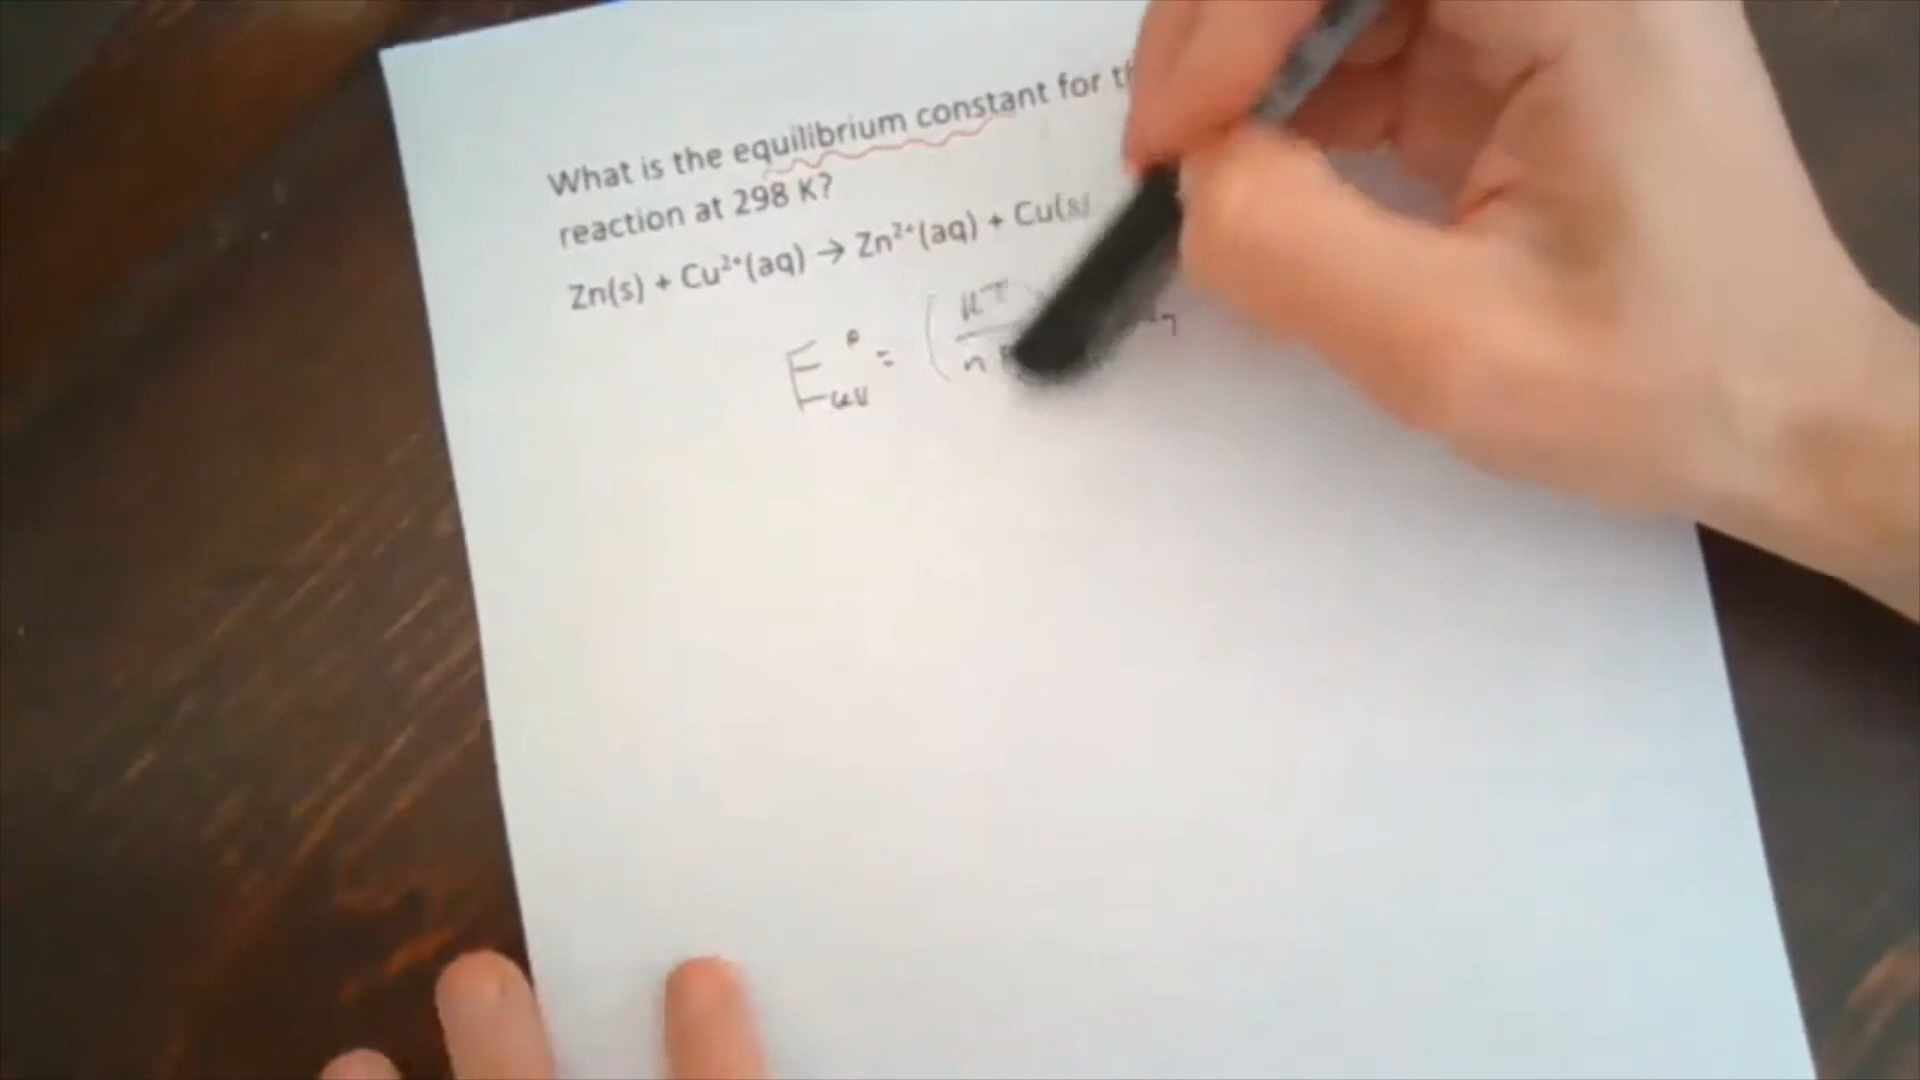 What is the equilibrium constant for
reaction at 298 K?
Zn(s) + Cu²⁺(aq) → Zn²⁺(aq) + Cu(s)
E° = ( RT / n
cell